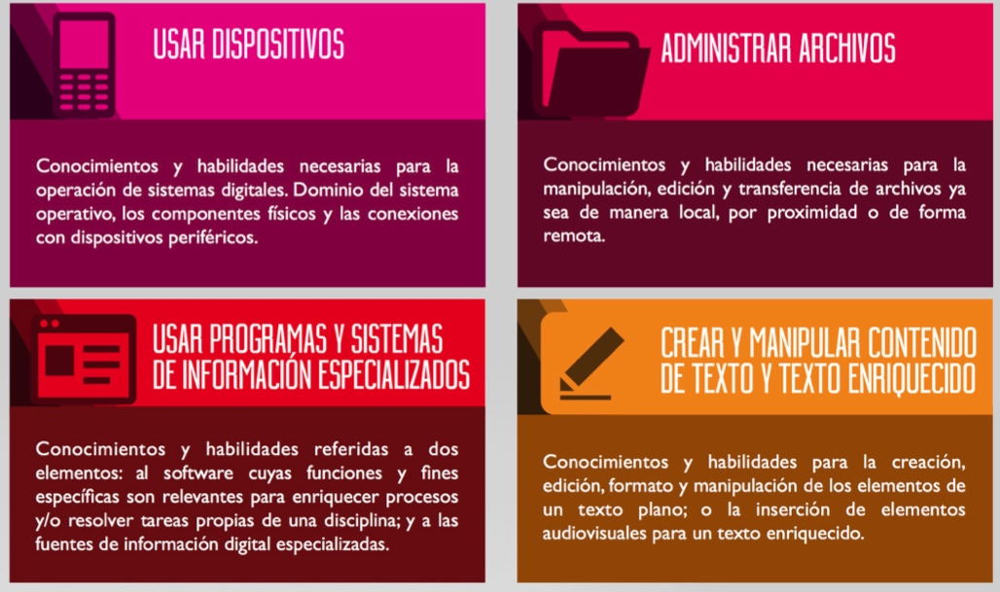 USAR DISPOSITIVOS
Conocimientos y habilidades necesarias para la
operación de sistemas digitales. Dominio del sistema
operativo, los componentes físicos y las conexiones
con dispositivos periféricos.
ADMINISTRAR ARCHIVOS
Conocimientos y habilidades necesarias para la
manipulación, edición y transferencia de archivos ya
sea de manera local, por proximidad o de forma
remota.
USAR PROGRAMAS Y SISTEMAS
DE INFORMACIÓN ESPECIALIZADOS
Conocimientos y habilidades referidas a dos
elementos: al software cuyas funciones y fines
específicas son relevantes para enriquecer procesos
y/o resolver tareas propias de una disciplina; y a las
fuentes de información digital especializadas.
CREAR Y MANIPULAR CONTENIDO
DE TEXTO Y TEXTO ENRIQUECIDO
Conocimientos y habilidades para la creación,
edición, formato y manipulación de los elementos de
un texto plano; o la inserción de elementos
audiovisuales para un texto enriquecido.